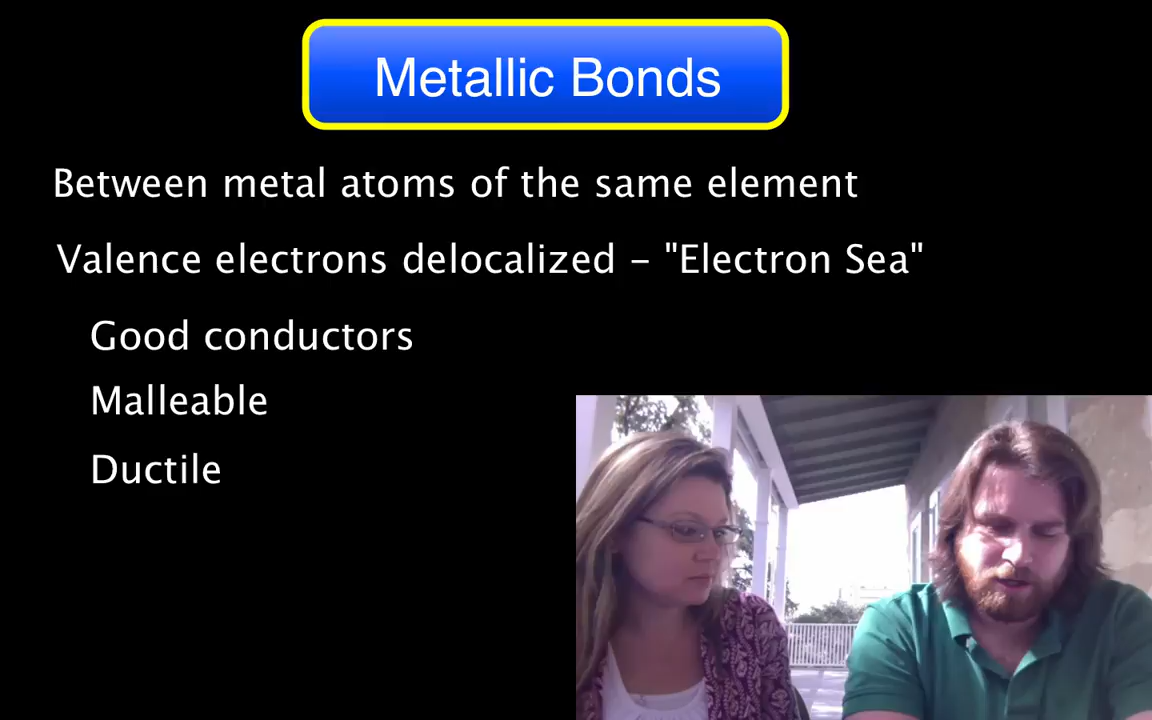 Metallic Bonds
Between metal atoms of the same element
Valence electrons delocalized – "Electron Sea"
Good conductors
Malleable
Ductile